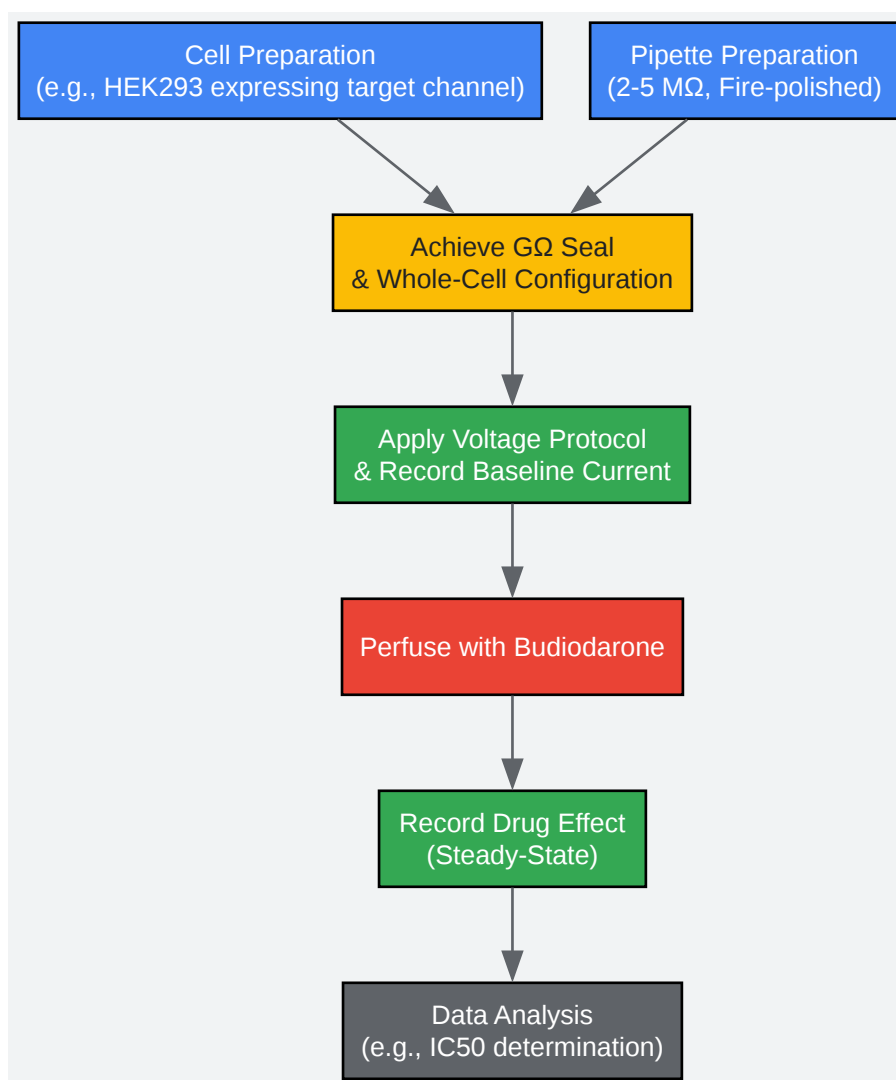 Cell Preparation
(e.g., HEK293 expressing target channel)
Pipette Preparation
(2-5 MΩ, Fire-polished)
Achieve GΩ Seal
& Whole-Cell Configuration
Apply Voltage Protocol
& Record Baseline Current
Perfuse with Budiodarone
Record Drug Effect
(Steady-State)
Data Analysis
(e.g., IC50 determination)